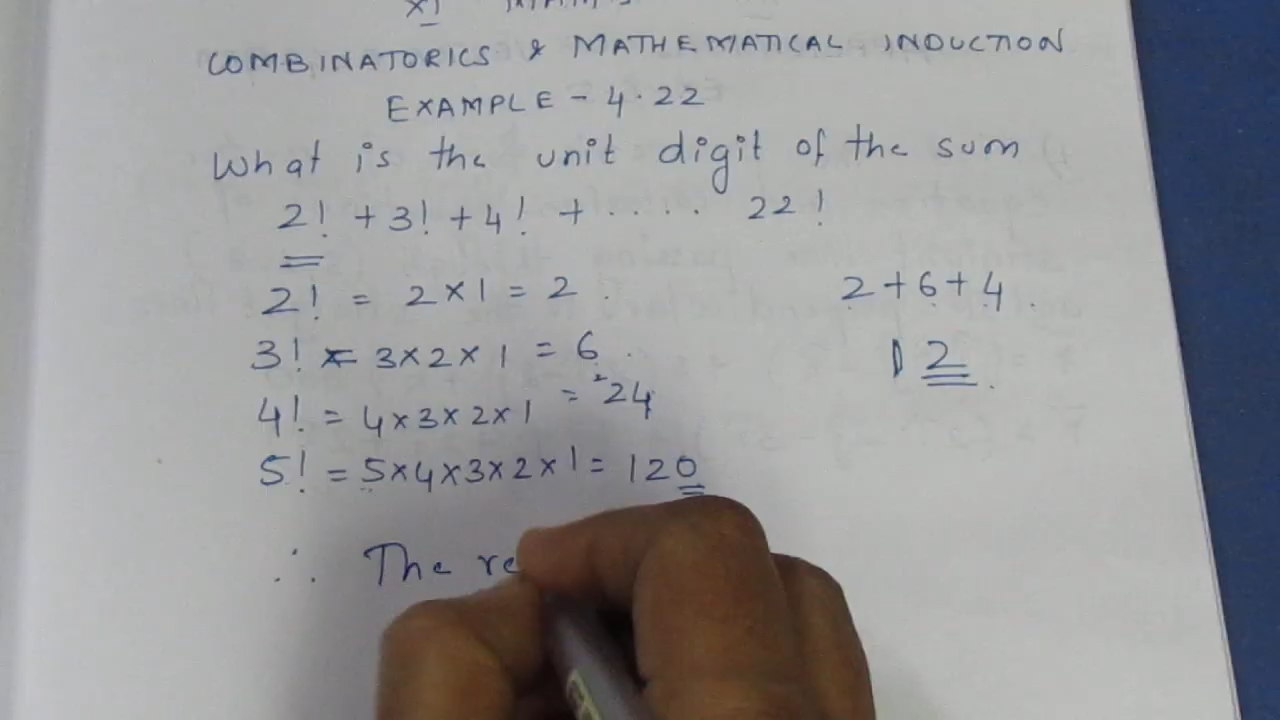 XI
COMBINATORICS & MATHEMATICAL INDUCTION
EXAMPLE - 4.22
What is the unit digit of the sum
2! + 3! + 4! + .... 22!
2! = 2×1 = 2 .
2+6+4 .
3! = 3×2×1 = 6 .
12 .
4! = 4×3×2×1 = ²24
5! = 5×4×3×2×1 = 120
∴ The re